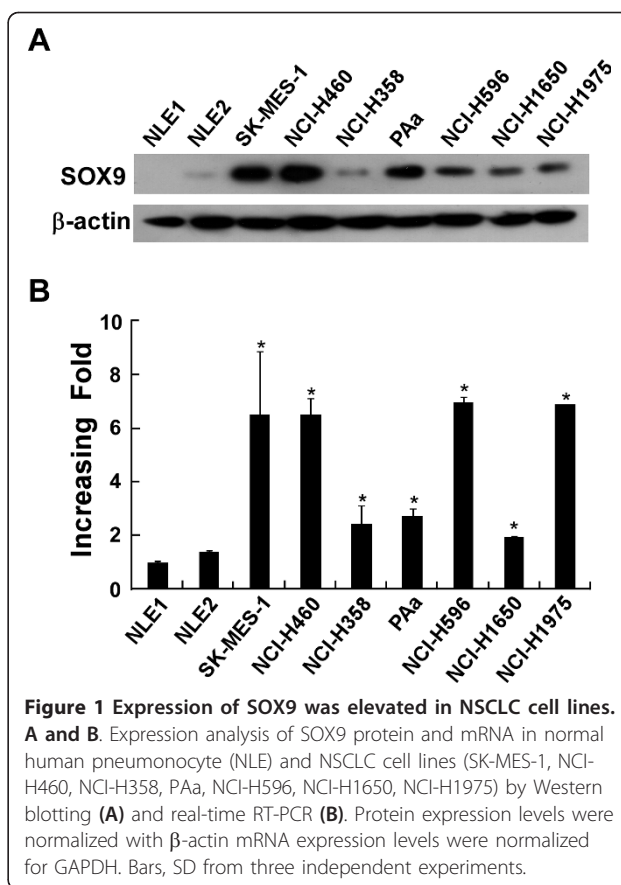 A
NLE1 NLE2 SK-MES-1 NCI-H460 NCI-H358 PAa NCI-H596 NCI-H1650 NCI-H1975
SOX9
β-actin
B
Increasing Fold
10
8
6
4
2
0
* * * * * * *
NLE1 NLE2 SK-MES-1 NCI-H460 NCI-H358 PAa NCI-H596 NCI-H1650 NCI-H1975
Figure 1 Expression of SOX9 was elevated in NSCLC cell lines.
A and B. Expression analysis of SOX9 protein and mRNA in normal
human pneumonocyte (NLE) and NSCLC cell lines (SK-MES-1, NCI-
H460, NCI-H358, PAa, NCI-H596, NCI-H1650, NCI-H1975) by Western
blotting (A) and real-time RT-PCR (B). Protein expression levels were
normalized with β-actin mRNA expression levels were normalized
for GAPDH. Bars, SD from three independent experiments.